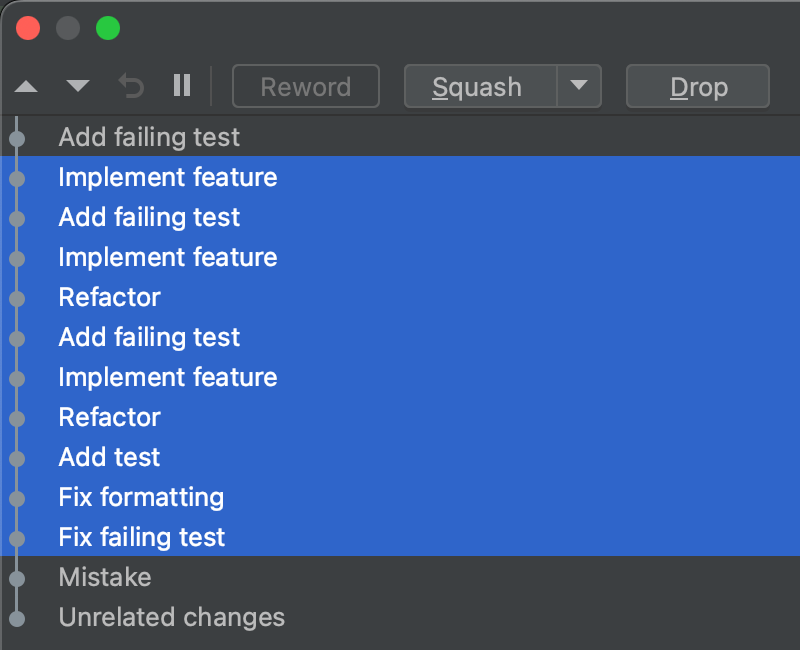 Reword Squash Drop
Add failing test
Implement feature
Add failing test
Implement feature
Refactor
Add failing test
Implement feature
Refactor
Add test
Fix formatting
Fix failing test
Mistake
Unrelated changes